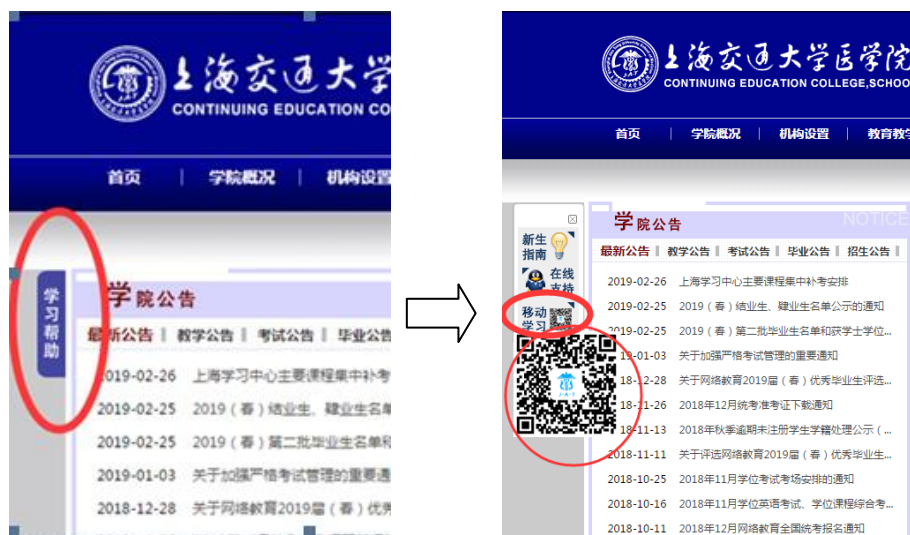 上海交通大学
CONTINUING EDUCATION CO
首页 | 学院概况 | 机构设置
学习帮助
学院公告
最新公告 ‖ 教学公告 ‖ 考试公告 ‖ 毕业公告
2019-02-26 上海学习中心主要课程集中补考
2019-02-25 2019（春）结业生、肄业生名单
2019-02-25 2019（春）第二批毕业生名单和
2019-01-03 关于加强严格考试管理的重要通
2018-12-28 关于网络教育2019届（春）优秀
上海交通大学医学院
CONTINUING EDUCATION COLLEGE,SCHOO
首页 | 学院概况 | 机构设置 | 教育教学
新生
指南
在线
支持
移动
学习
学院公告
NOTICE
最新公告 ‖ 教学公告 ‖ 考试公告 ‖ 毕业公告 ‖ 招生公告 ‖
2019-02-26 上海学习中心主要课程集中补考安排
2019-02-25 2019（春）结业生、肄业生名单公示的通知
2019-02-25 2019（春）第二批毕业生名单和获学士学位...
19-01-03 关于加强严格考试管理的重要通知
18-12-28 关于网络教育2019届（春）优秀毕业生评选...
18-11-26 2018年12月统考准考证下载通知
18-11-13 2018年秋季逾期未注册学生学籍处理公示（...
2018-11-11 关于评选网络教育2019届（春）优秀毕业生...
2018-10-25 2018年11月学位考试考场安排的通知
2018-10-16 2018年11月学位英语考试、学位课程综合考...
2018-10-11 2018年12月网络教育全国统考报名通知